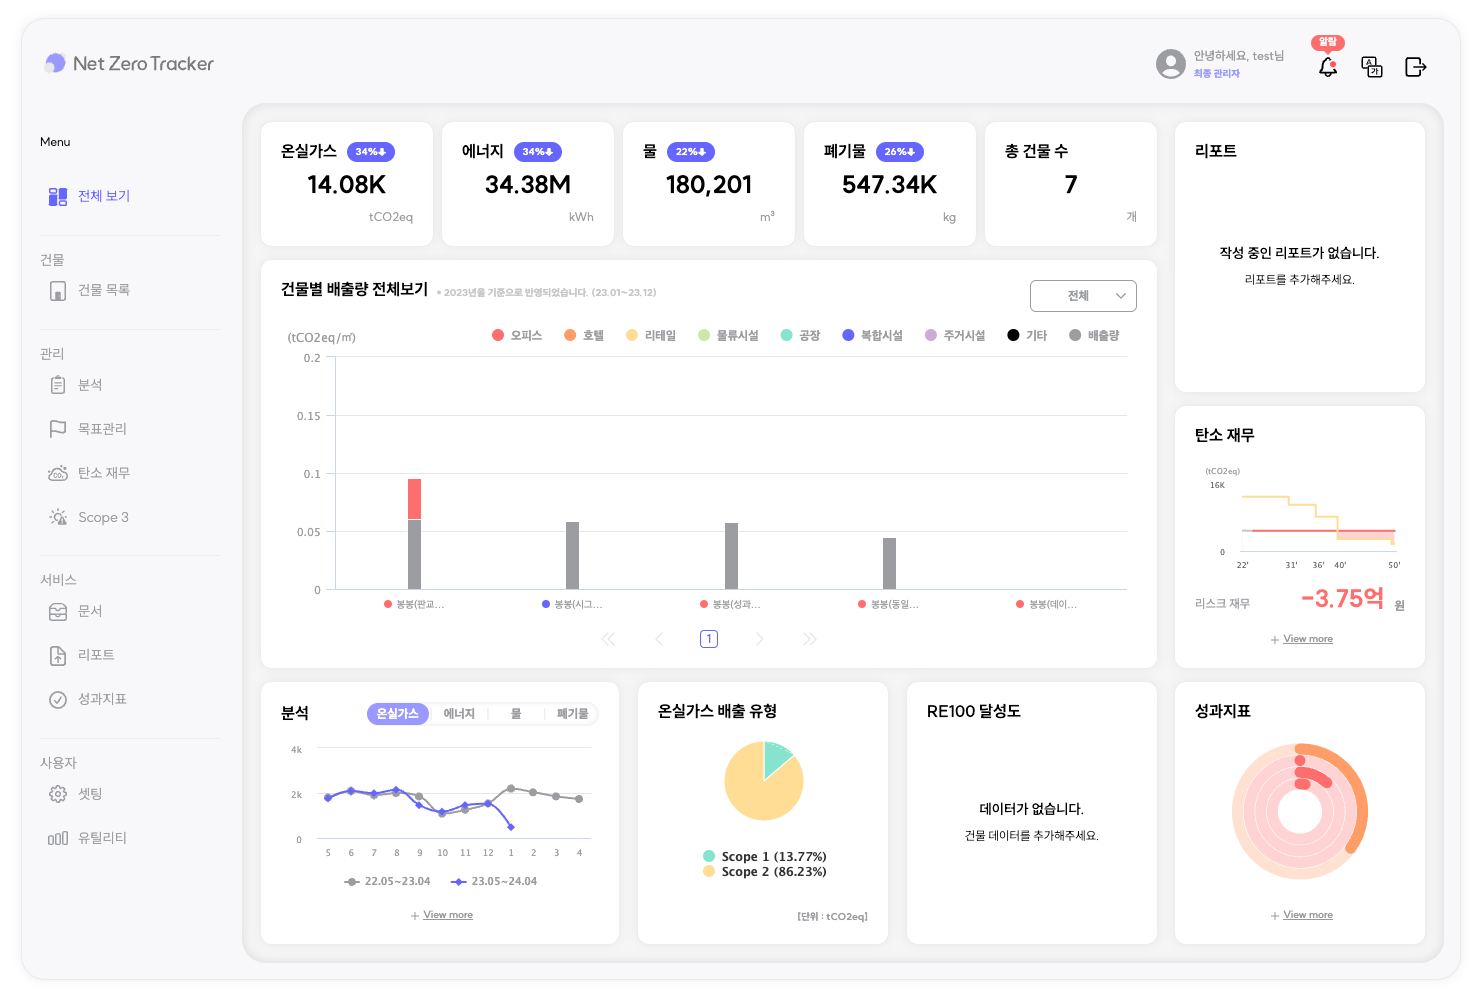 Net Zero Tracker
안녕하세요, test님
최종 관리자
알람
Menu
전체 보기
건물
건물 목록
관리
분석
목표관리
탄소 재무
Scope 3
서비스
문서
리포트
성과지표
사용자
셋팅
유틸리티
온실가스 34%
14.08K
tCO2eq
에너지 34%
34.38M
kWh
물 22%
180,201
m³
폐기물 26%
547.34K
kg
총 건물 수
7
개
리포트
작성 중인 리포트가 없습니다.
리포트를 추가해주세요.
건물별 배출량 전체보기 * 2023년을 기준으로 반영되었습니다. (23.01~23.12)
전체
(tCO2eq/㎡)
오피스 호텔 리테일 물류시설 공장 복합시설 주거시설 기타 배출량
0.2
0.15
0.1
0.05
0
봉봉(판교... 봉봉(시그... 봉봉(성과... 봉봉(동일... 봉봉(데이...
1
탄소 재무
(tCO2eq)
16K
0
22' 31' 36' 40' 50'
리스크 재무 -3.75억 원
+ View more
분석
온실가스 에너지 물 폐기물
4k
2k
0
5 6 7 8 9 10 11 12 1 2 3 4
22.05~23.04 23.05~24.04
+ View more
온실가스 배출 유형
Scope 1 (13.77%)
Scope 2 (86.23%)
[단위 : tCO2eq]
RE100 달성도
데이터가 없습니다.
건물 데이터를 추가해주세요.
성과지표
+ View more